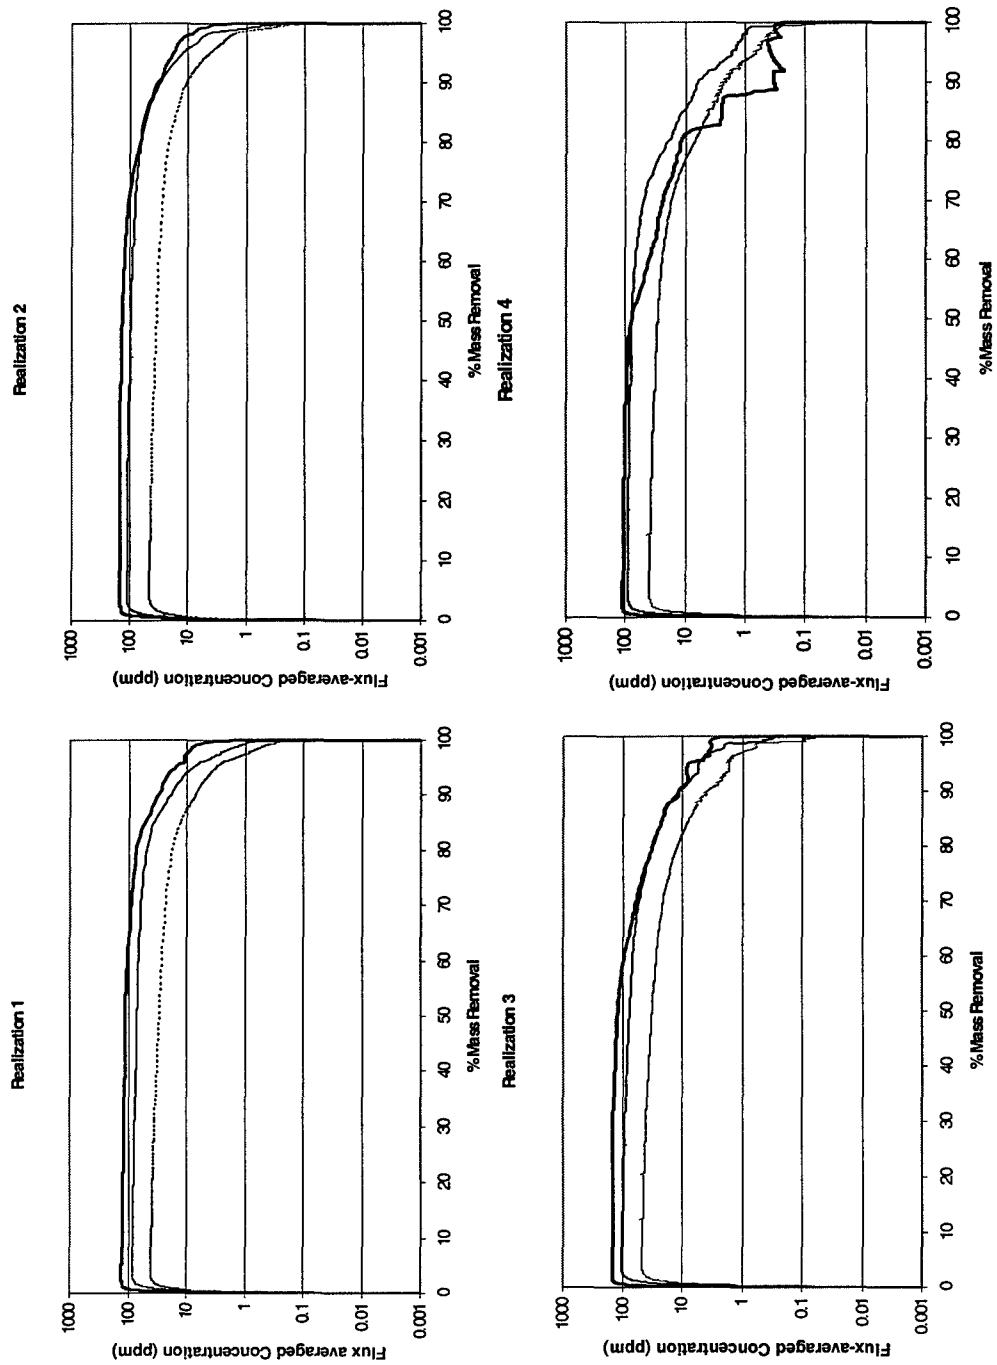 Realization 1
Flux averaged Concentration (ppm)
1000
100
10
1
0.1
0.01
0.001
0 10 20 30 40 50 60 70 80 90 100
%Mass Removal
Realization 2
Flux-averaged Concentration (ppm)
1000
100
10
1
0.1
0.01
0.001
0 10 20 30 40 50 60 70 80 90 100
%Mass Removal
Realization 3
Flux-averaged Concentration (ppm)
1000
100
10
1
0.1
0.01
0.001
0 10 20 30 40 50 60 70 80 90 100
%Mass Removal
Realization 4
Flux-averaged Concentration (ppm)
1000
100
10
1
0.1
0.01
0.001
0 10 20 30 40 50 60 70 80 90 100
%Mass Removal